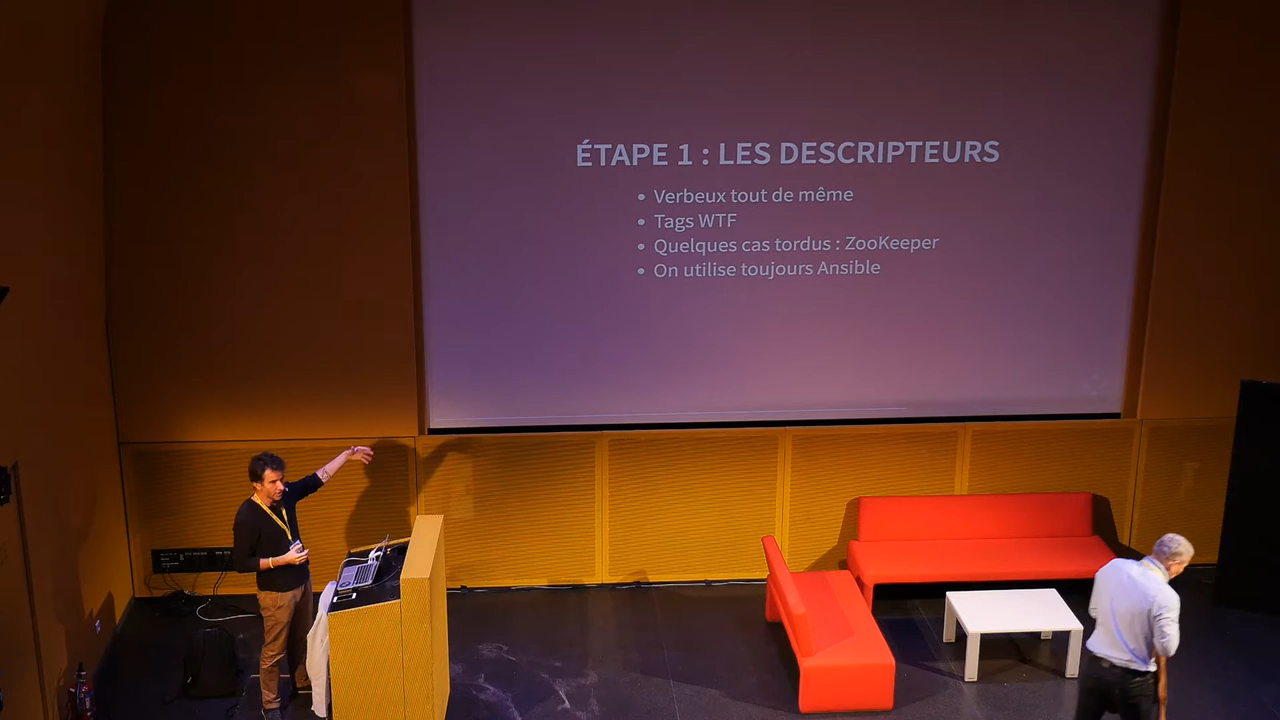 ÉTAPE 1 : LES DESCRIPTEURS
• Verbeux tout de même
• Tags WTF
• Quelques cas tordus : ZooKeeper
• On utilise toujours Ansible